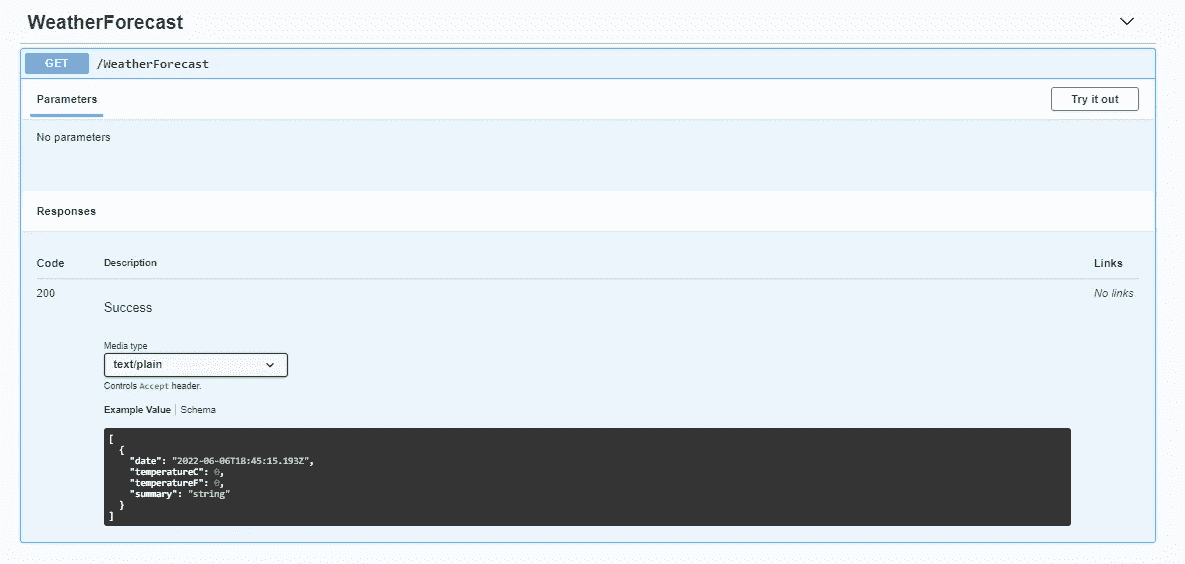 WeatherForecast
GET /WeatherForecast
Parameters Try it out
No parameters
Responses
Code Description Links
200 No links
Success
Media type
text/plain
Controls Accept header.
Example Value | Schema
[
  {
    "date": "2022-06-06T18:45:15.193Z",
    "temperatureC": 0,
    "temperatureF": 0,
    "summary": "string"
  }
]